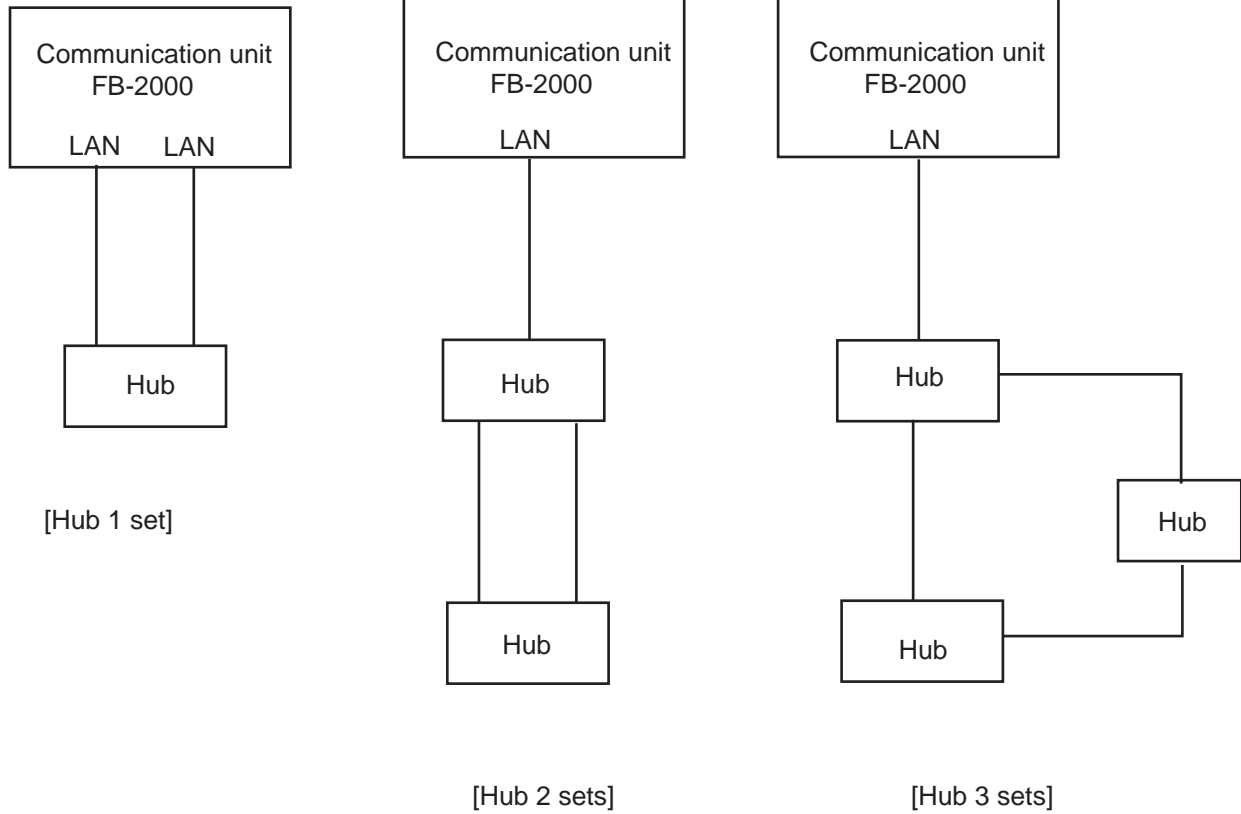 Communication unit
FB-2000
LAN LAN
Hub
[Hub 1 set]
Communication unit
FB-2000
LAN
Hub
Hub
[Hub 2 sets]
Communication unit
FB-2000
LAN
Hub
Hub
Hub
[Hub 3 sets]